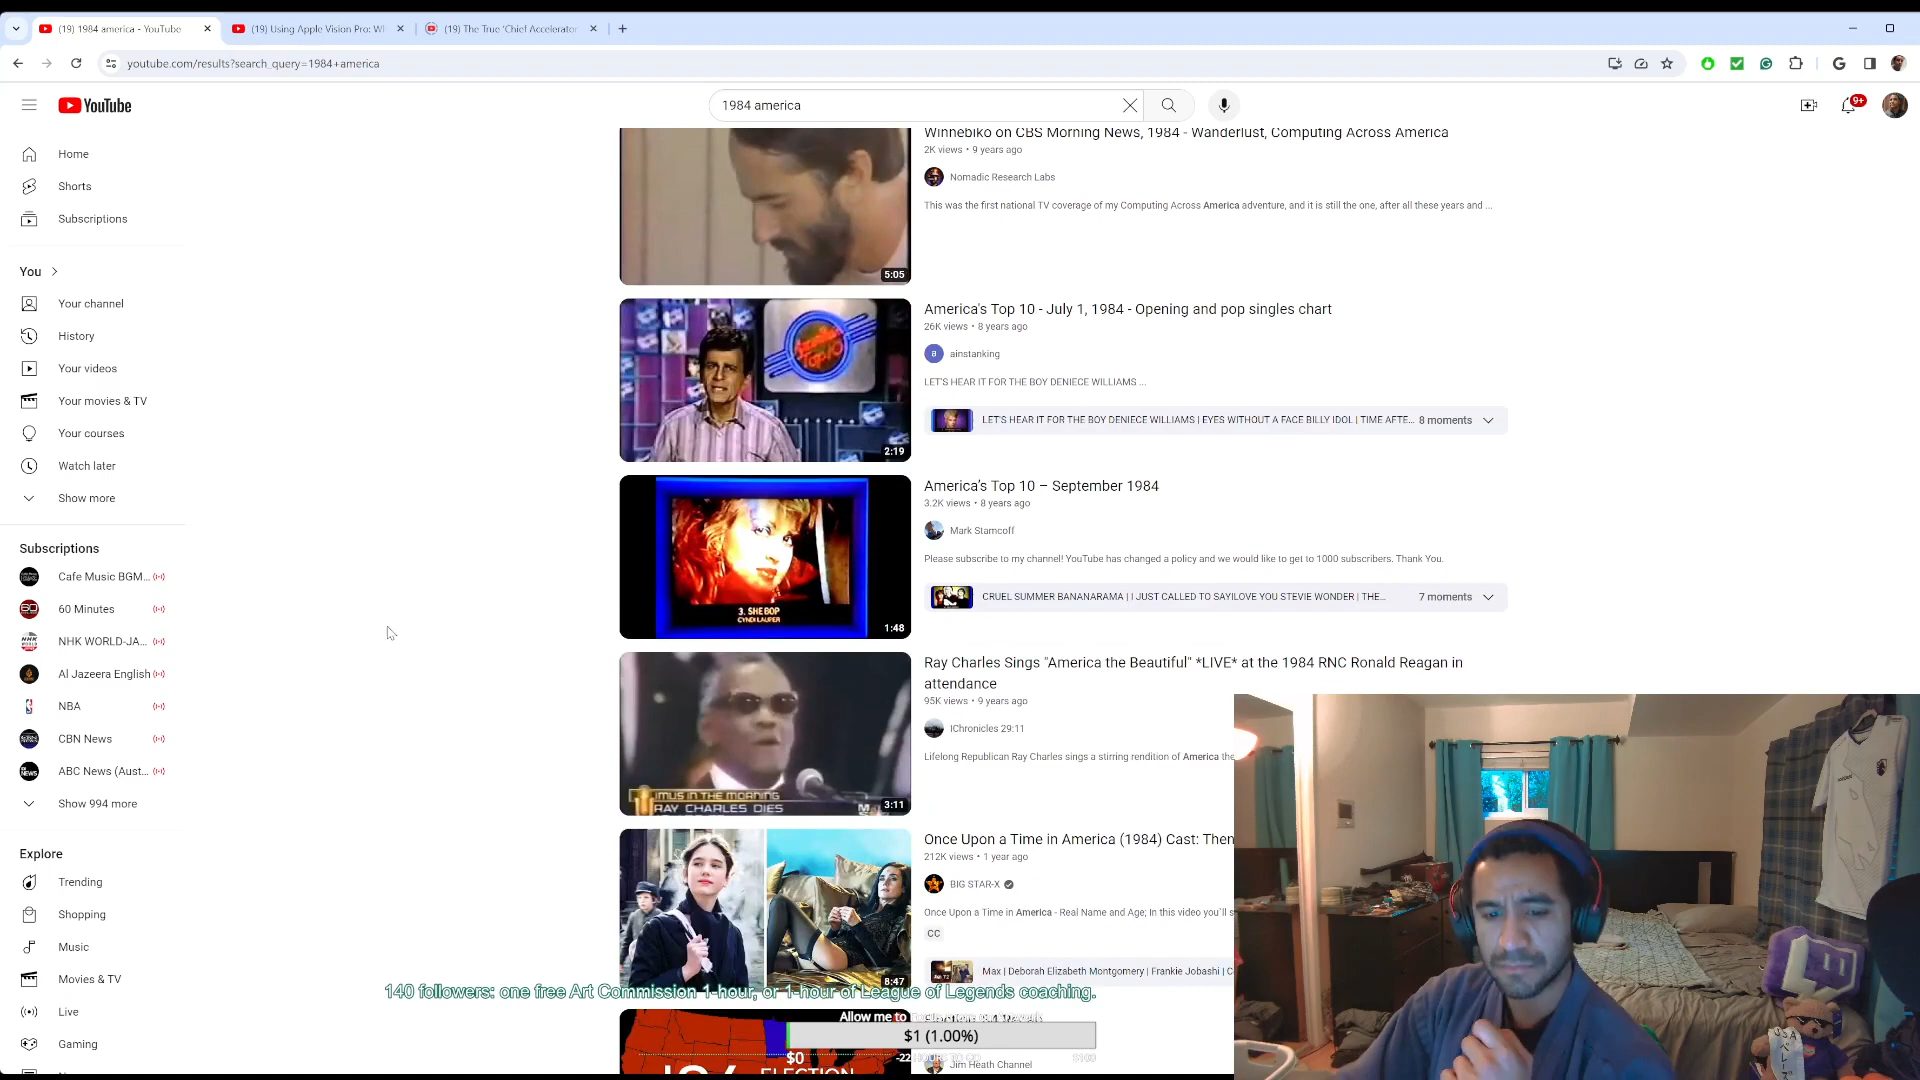 (19) 1984 america - YouTube
(19) Using Apple Vision Pro: Wh
(19) The True 'Chief Accelerator
youtube.com/results?search_query=1984+america
YouTube
1984 america
9+
Home
Shorts
Subscriptions
You
Your channel
History
Your videos
Your movies & TV
Your courses
Watch later
Show more
Subscriptions
Cafe Music BGM...
60 Minutes
NHK WORLD-JA...
Al Jazeera English
NBA
CBN News
ABC News (Aust...
Show 994 more
Explore
Trending
Shopping
Music
Movies & TV
Live
Gaming
5:05
Winnebiko on CBS Morning News, 1984 - Wanderlust, Computing Across America
2K views • 9 years ago
Nomadic Research Labs
This was the first national TV coverage of my Computing Across America adventure, and it is still the one, after all these years and ...
2:19
America's Top 10 - July 1, 1984 - Opening and pop singles chart
26K views • 8 years ago
a
ainstanking
LET'S HEAR IT FOR THE BOY DENIECE WILLIAMS ...
LET'S HEAR IT FOR THE BOY DENIECE WILLIAMS | EYES WITHOUT A FACE BILLY IDOL | TIME AFTE...
8 moments
3. SHE BOP
CYNDI LAUPER
1:48
America's Top 10 – September 1984
3.2K views • 8 years ago
Mark Stamcoff
Please subscribe to my channel! YouTube has changed a policy and we would like to get to 1000 subscribers. Thank You.
CRUEL SUMMER BANANARAMA | I JUST CALLED TO SAYILOVE YOU STEVIE WONDER | THE...
7 moments
IMUS IN THE MORNING
RAY CHARLES DIES
3:11
Ray Charles Sings "America the Beautiful" *LIVE* at the 1984 RNC Ronald Reagan in
attendance
95K views • 9 years ago
IChronicles 29:11
Lifelong Republican Ray Charles sings a stirring rendition of America the
8:47
Once Upon a Time in America (1984) Cast: Then
212K views • 1 year ago
BIG STAR-X
Once Upon a Time in America - Real Name and Age; In this video you'll s
CC
Max | Deborah Elizabeth Montgomery | Frankie Jobashi | C
140 followers: one free Art Commission 1-hour, or 1-hour of League of Legends coaching.
Allow me to
$1 (1.00%)
$0
$100
ELECTION
Jim Heath Channel